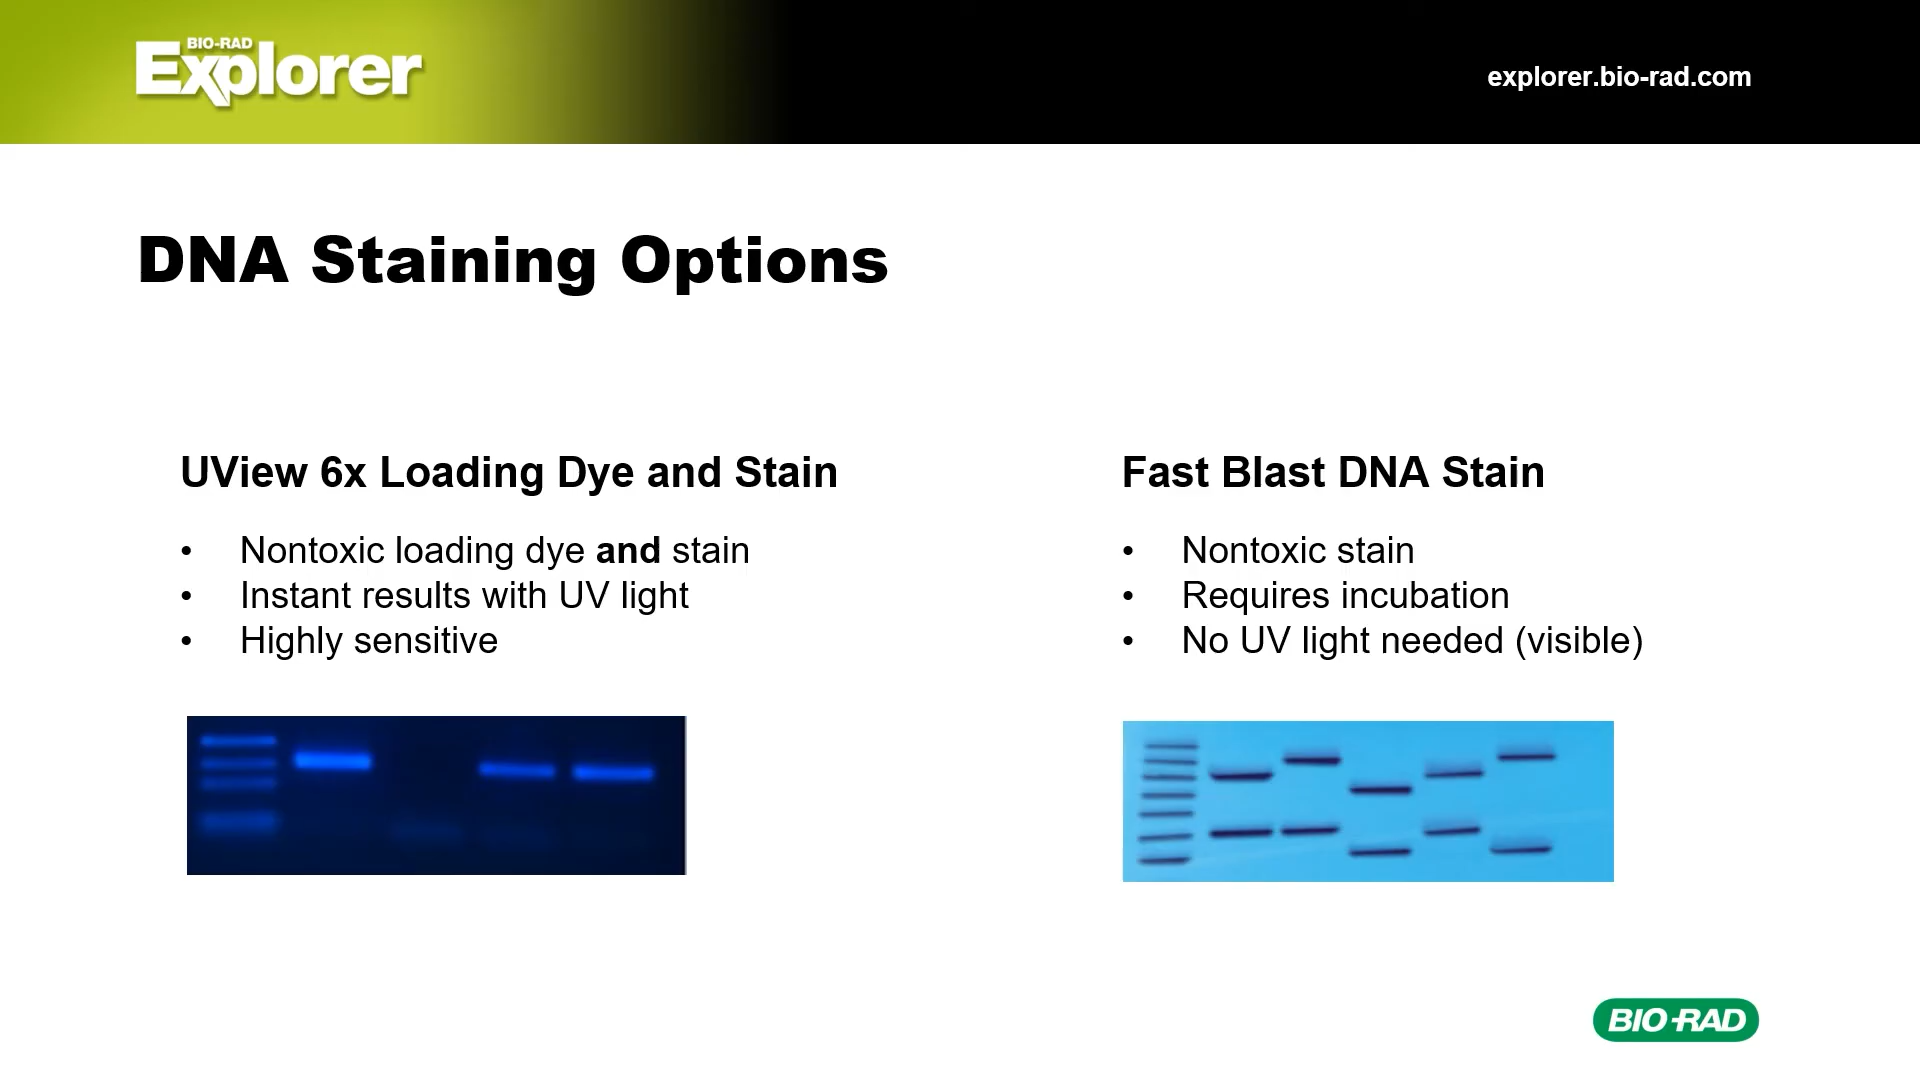 BIO-RAD
Explorer
explorer.bio-rad.com
DNA Staining Options
UView 6x Loading Dye and Stain
• Nontoxic loading dye and stain
• Instant results with UV light
• Highly sensitive
Fast Blast DNA Stain
• Nontoxic stain
• Requires incubation
• No UV light needed (visible)
BIO-RAD